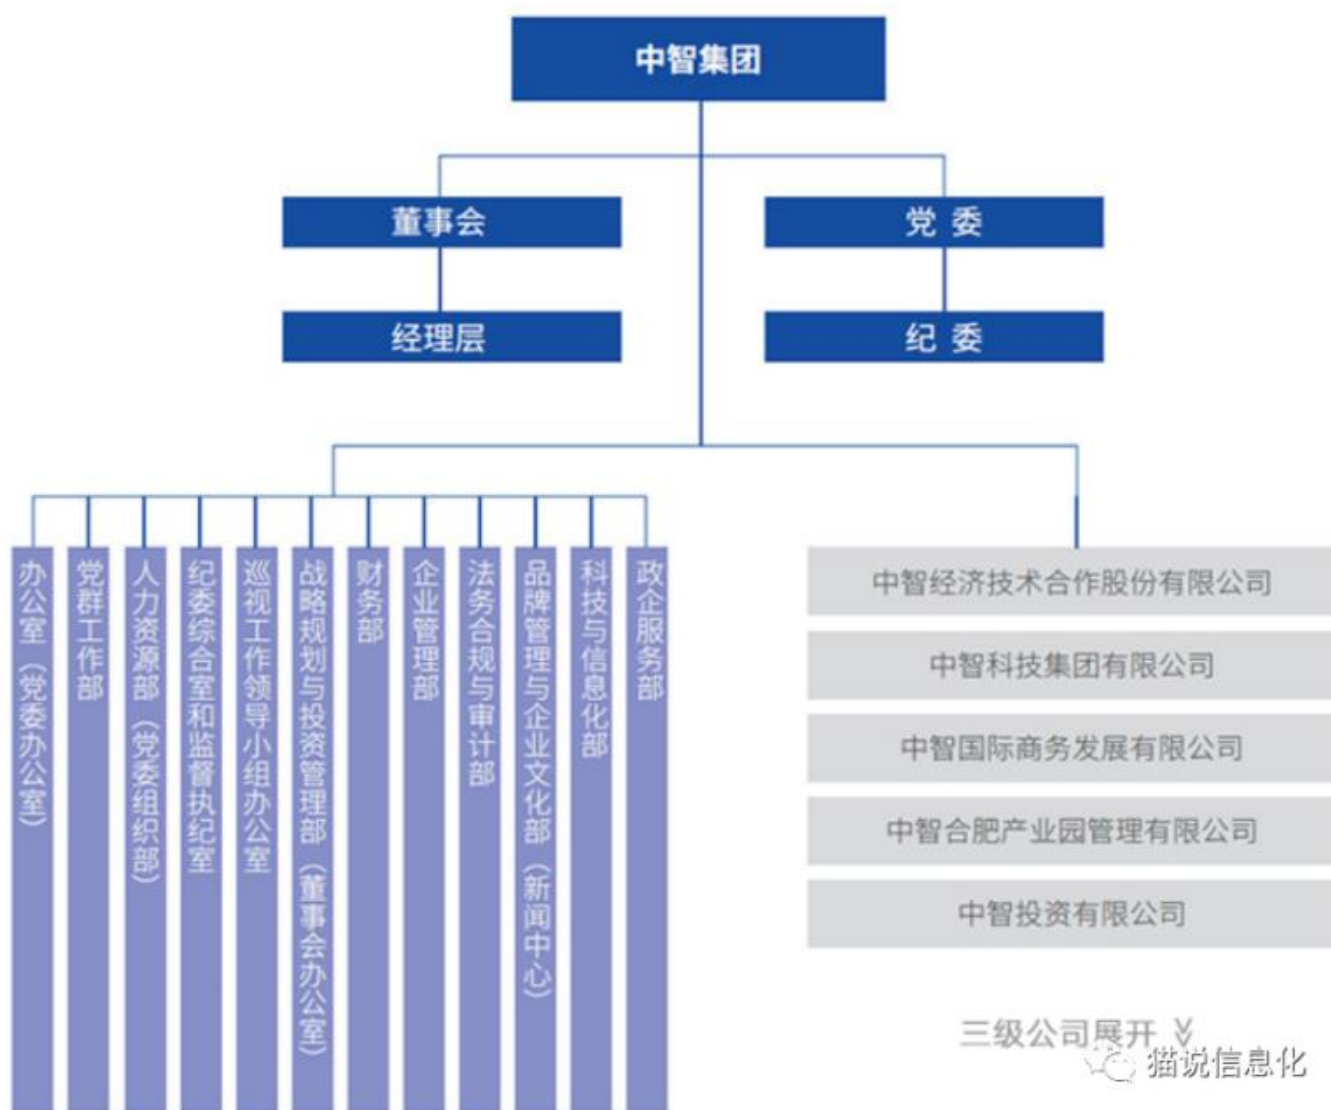 中智集团
董事会
党 委
经理层
纪 委
办公室（党委办公室）
党群工作部
人力资源部（党委组织部）
纪委综合室和监督执纪室
巡视工作领导小组办公室
战略规划与投资管理部（董事会办公室）
财务部
企业管理部
法务合规与审计部
品牌管理与企业文化部（新闻中心）
科技与信息化部
政企服务部
中智经济技术合作股份有限公司
中智科技集团有限公司
中智国际商务发展有限公司
中智合肥产业园管理有限公司
中智投资有限公司
三级公司展开
猫说信息化